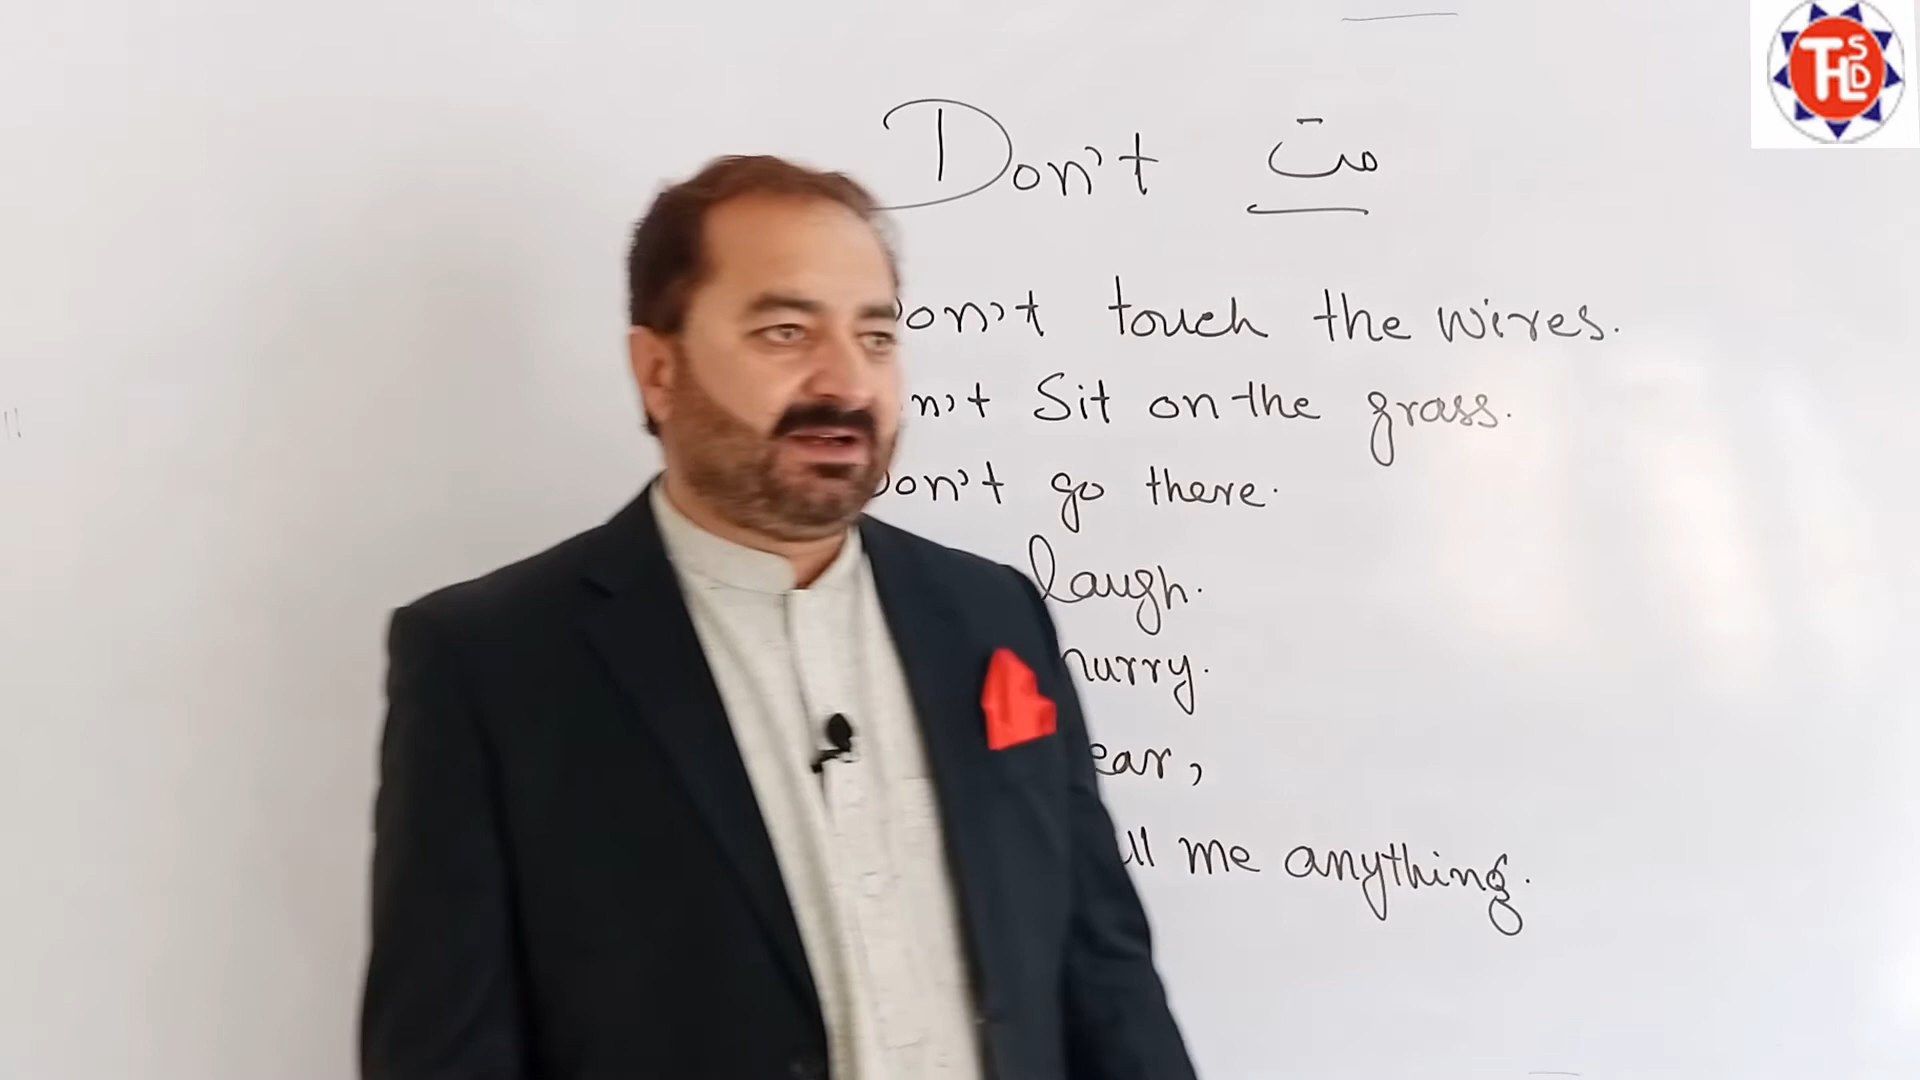 Don't مت
Don't touch the wires.
n't Sit on the grass.
Don't go there.
laugh.
hurry.
ear,
ll me anything.
THLSD